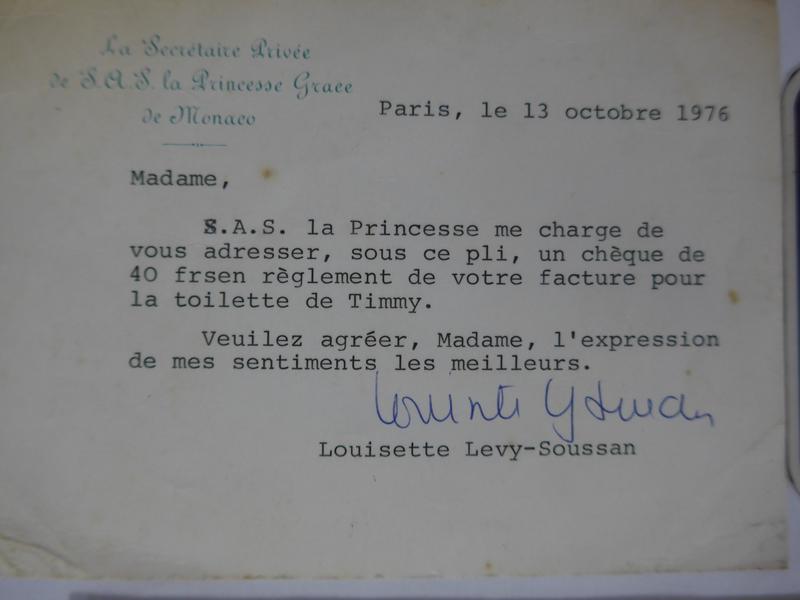 La Secrétaire Privée
de S.A.S. la Princesse Grace
de Monaco
Paris, le 13 octobre 1976
Madame,
S.A.S. la Princesse me charge de
vous adresser, sous ce pli, un chèque de
40 frsen règlement de votre facture pour
la toilette de Timmy.
Veuilez agréer, Madame, l'expression
de mes sentiments les meilleurs.
Louisette Levy-Soussan